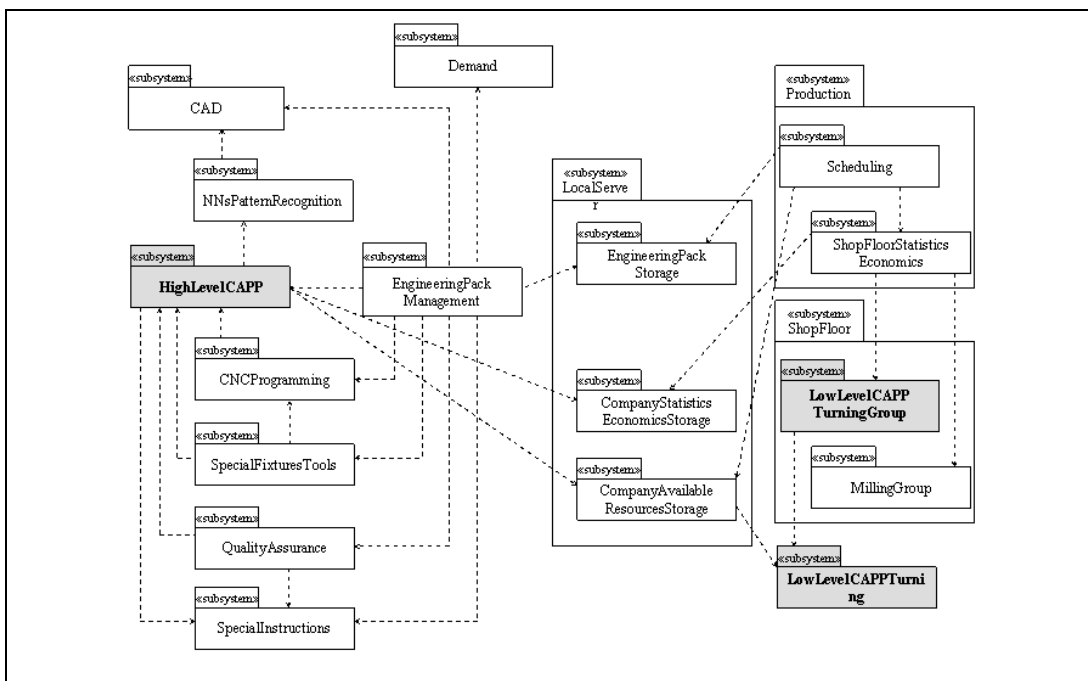 «subsystem»
Demand
«subsystem»
CAD
«subsystem»
NNsPatternRecognition
«subsystem»
HighLevelCAPP
«subsystem»
EngineeringPack
Management
«subsystem»
CNCProgramming
«subsystem»
SpecialFixturesTools
«subsystem»
QualityAssurance
«subsystem»
SpecialInstructions
«subsystem»
LocalServe
r
«subsystem»
EngineeringPack
Storage
«subsystem»
CompanyStatistics
EconomicsStorage
«subsystem»
CompanyAvailable
ResourcesStorage
«subsystem»
Production
«subsystem»
Scheduling
«subsystem»
ShopFloorStatistics
Economics
«subsystem»
ShopFloor
«subsystem»
LowLevelCAPP
TurningGroup
«subsystem»
MillingGroup
«subsystem»
LowLevelCAPPTurni
ng